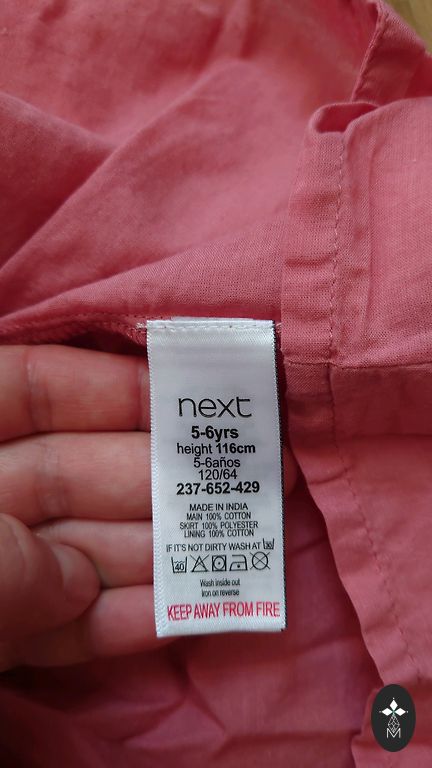 next
5-6yrs
height 116cm
5-6años
120/64
237-652-429
MADE IN INDIA
MAIN 100% COTTON
SKIRT 100% POLYESTER
LINING 100% COTTON
IF IT'S NOT DIRTY WASH AT 30
40
Wash inside out
Iron on reverse
KEEP AWAY FROM FIRE
M